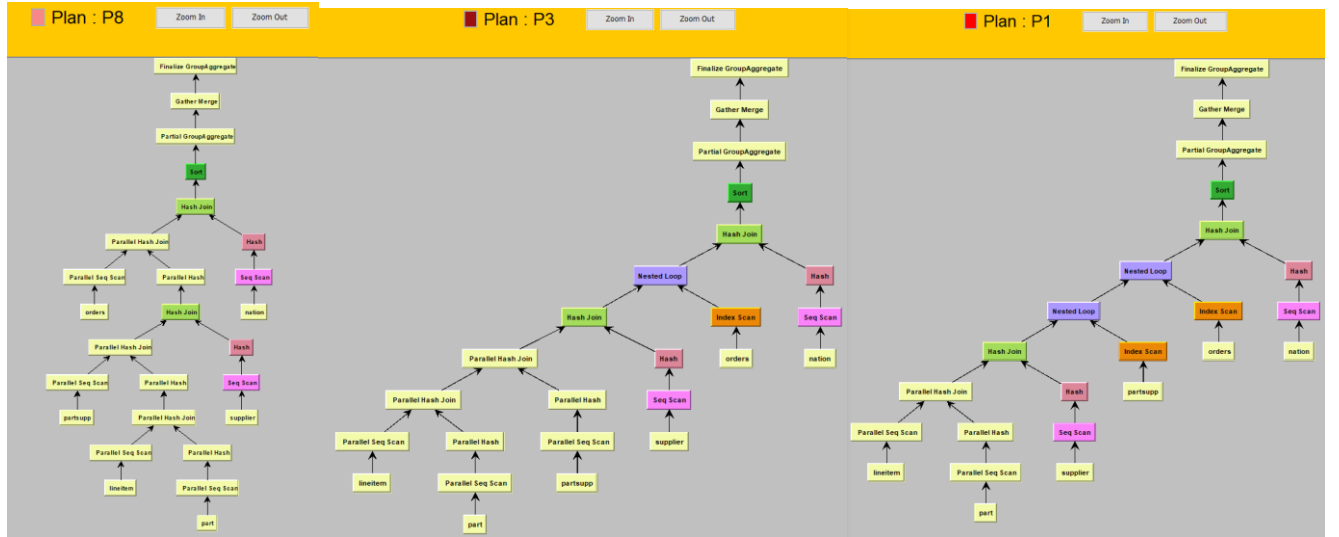 Plan : P8
Zoom In
Zoom Out
Finalize GroupAggregate
Gather Merge
Partial GroupAggregate
Sort
Hash Join
Parallel Hash Join
Hash
Parallel Seq Scan
Parallel Hash
Seq Scan
orders
Hash Join
nation
Parallel Hash Join
Hash
Parallel Seq Scan
Parallel Hash
Seq Scan
partsupp
Parallel Hash Join
supplier
Parallel Seq Scan
Parallel Hash
lineitem
Parallel Seq Scan
part
Plan : P3
Zoom In
Zoom Out
Finalize GroupAggregate
Gather Merge
Partial GroupAggregate
Sort
Hash Join
Nested Loop
Hash
Hash Join
Index Scan
Seq Scan
Parallel Hash Join
Hash
orders
nation
Parallel Hash Join
Parallel Hash
Seq Scan
Parallel Seq Scan
Parallel Hash
Parallel Seq Scan
supplier
lineitem
Parallel Seq Scan
partsupp
part
Plan : P1
Zoom In
Zoom Out
Finalize GroupAggregate
Gather Merge
Partial GroupAggregate
Sort
Hash Join
Nested Loop
Hash
Nested Loop
Index Scan
Seq Scan
Hash Join
Index Scan
orders
nation
Parallel Hash Join
Hash
partsupp
Parallel Seq Scan
Parallel Hash
Seq Scan
lineitem
Parallel Seq Scan
supplier
part